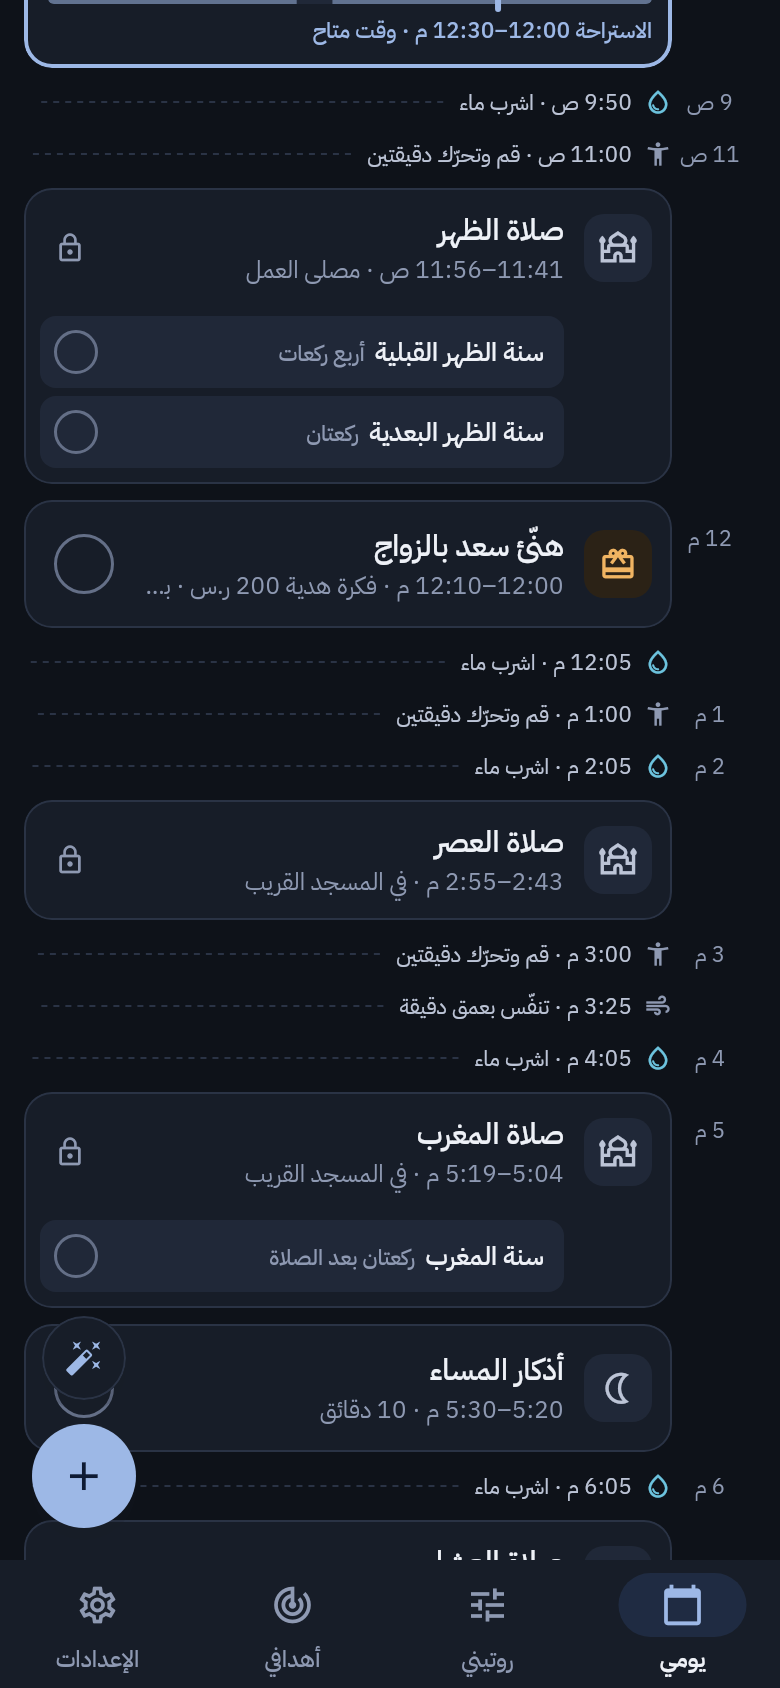 الاستراحة 12:00–12:30 م · وقت متاح
9 ص
9:50 ص · اشرب ماء
11 ص
11:00 ص · قم وتحرّك دقيقتين
صلاة الظهر
11:41–11:56 ص · مصلى العمل
سنة الظهر القبلية أربع ركعات
سنة الظهر البعدية ركعتان
12 م
هنّئ سعد بالزواج
12:00–12:10 م · فكرة هدية 200 ر.س · بـ...
12:05 م · اشرب ماء
1 م
1:00 م · قم وتحرّك دقيقتين
2 م
2:05 م · اشرب ماء
صلاة العصر
2:43–2:55 م · في المسجد القريب
3 م
3:00 م · قم وتحرّك دقيقتين
3:25 م · تنفّس بعمق دقيقة
4 م
4:05 م · اشرب ماء
5 م
صلاة المغرب
5:04–5:19 م · في المسجد القريب
سنة المغرب ركعتان بعد الصلاة
أذكار المساء
5:20–5:30 م · 10 دقائق
6 م
6:05 م · اشرب ماء
يومي
روتيني
أهدافي
الإعدادات